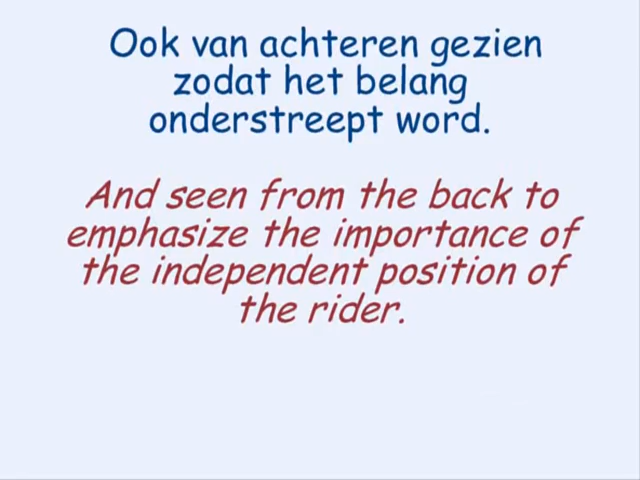 Ook van achteren gezien
zodat het belang
onderstreept word.
And seen from the back to
emphasize the importance of
the independent position of
the rider.